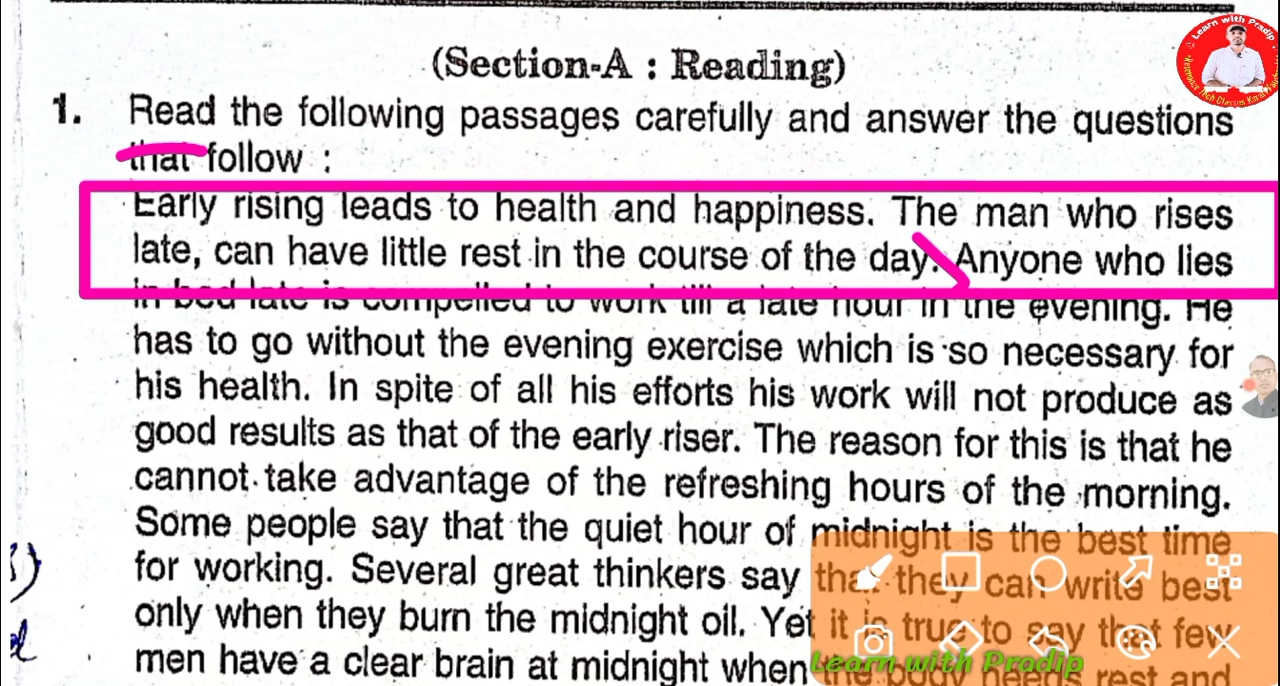 Learn with Pradip
(Section-A : Reading)
1. Read the following passages carefully and answer the questions
that follow :
Early rising leads to health and happiness. The man who rises
late, can have little rest in the course of the day. Anyone who lies
in bed late is compelled to work till a late hour in the evening. He
has to go without the evening exercise which is so necessary for
his health. In spite of all his efforts his work will not produce as
good results as that of the early riser. The reason for this is that he
cannot take advantage of the refreshing hours of the morning.
Some people say that the quiet hour of midnight is the best time
for working. Several great thinkers say that they can write best
only when they burn the midnight oil. Yet it is true to say that few
men have a clear brain at midnight when the body needs rest and
Learn with Prodip